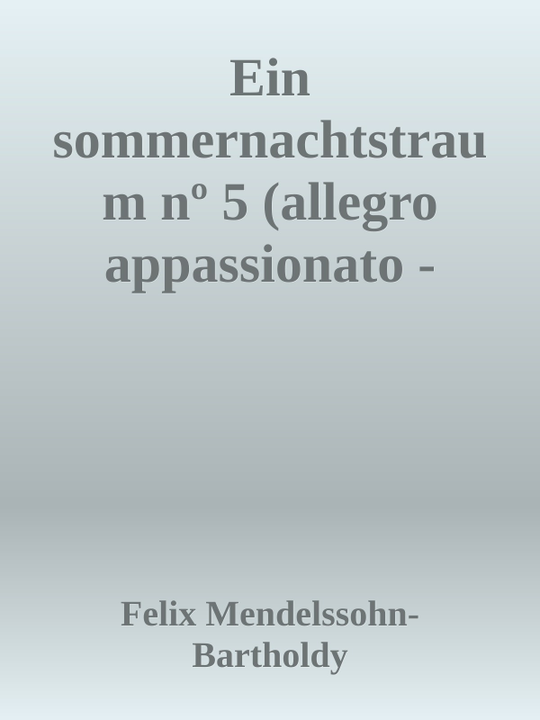 Ein
sommernachtstrau
m nº 5 (allegro
appassionato -
Felix Mendelssohn-
Bartholdy